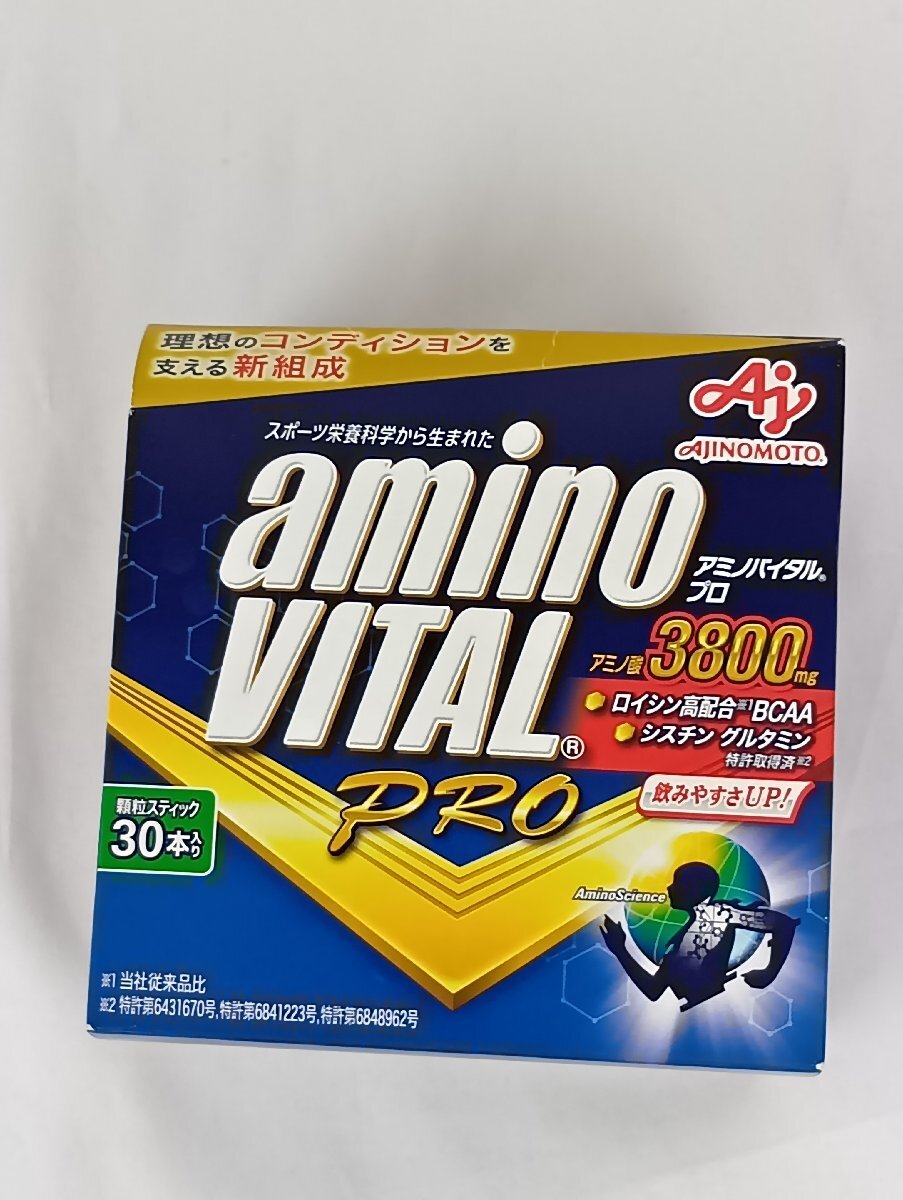 理想のコンディションを
支える新組成
Aj
AJINOMOTO®
スポーツ栄養科学から生まれた
amino
VITAL®
アミノバイタル®
プロ
アミノ酸3800mg
ロイシン高配合※1BCAA
シスチン グルタミン
特許取得済※2
PRO
飲みやすさUP!
顆粒スティック
30本入り
AminoScience
※1 当社従来品比
※2 特許第6431670号,特許第6841223号,特許第6848962号